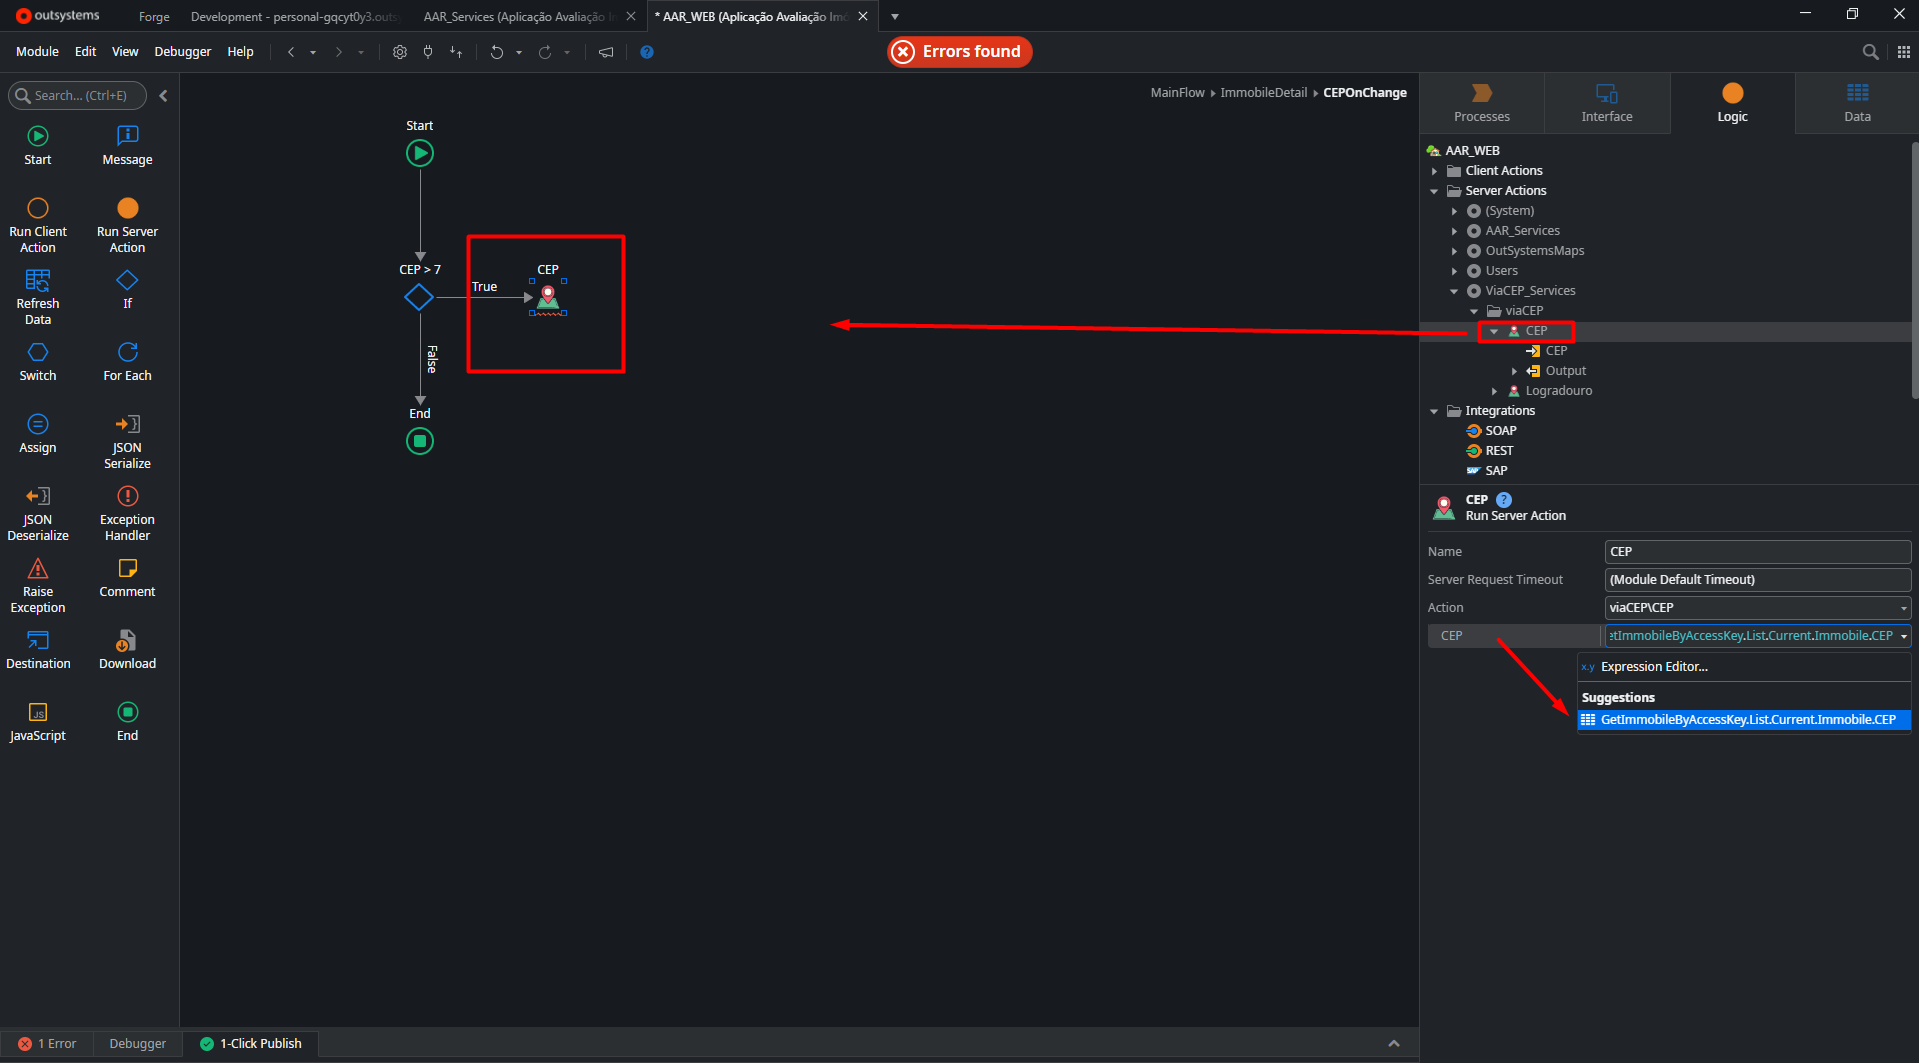 outsystems
Forge
Development - personal-gqcyt0y3.outs
AAR_Services (Aplicação Avaliação In
* AAR_WEB (Aplicação Avaliação Imó
Module Edit View Debugger Help
Errors found
Search... (Ctrl+E)
MainFlow ImmobileDetail CEPOnChange
Processes
Interface
Logic
Data
Start
Message
Run Client Action
Run Server Action
Refresh Data
If
Switch
For Each
Assign
JSON Serialize
JSON Deserialize
Exception Handler
Raise Exception
Comment
Destination
Download
JavaScript
End
Start
CEP > 7
True
CEP
False
End
AAR_WEB
Client Actions
Server Actions
(System)
AAR_Services
OutSystemsMaps
Users
ViaCEP_Services
viaCEP
CEP
CEP
Output
Logradouro
Integrations
SOAP
REST
SAP
CEP ?
Run Server Action
Name CEP
Server Request Timeout (Module Default Timeout)
Action viaCEP\CEP
CEP etImmobileByAccessKey.List.Current.Immobile.CEP
x.y Expression Editor...
Suggestions
GetImmobileByAccessKey.List.Current.Immobile.CEP
1 Error
Debugger
1-Click Publish